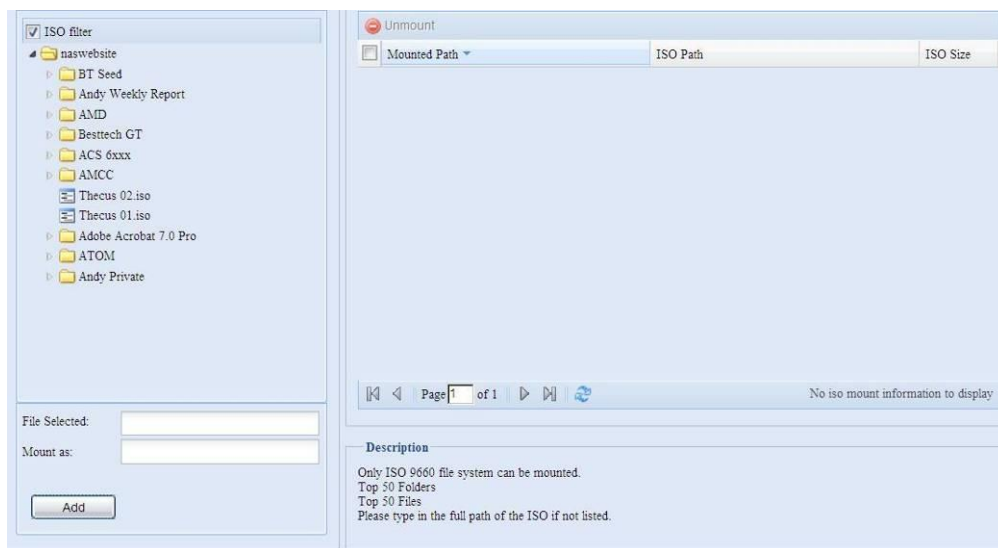 ISO filter
naswebsite
BT Seed
Andy Weekly Report
AMD
Besttech GT
ACS 6xxx
AMCC
Thecus 02.iso
Thecus 01.iso
Adobe Acrobat 7.0 Pro
ATOM
Andy Private
File Selected:
Mount as:
Add
Unmount
Mounted Path ISO Path ISO Size
Page 1 of 1 No iso mount information to display
Description
Only ISO 9660 file system can be mounted.
Top 50 Folders
Top 50 Files
Please type in the full path of the ISO if not listed.